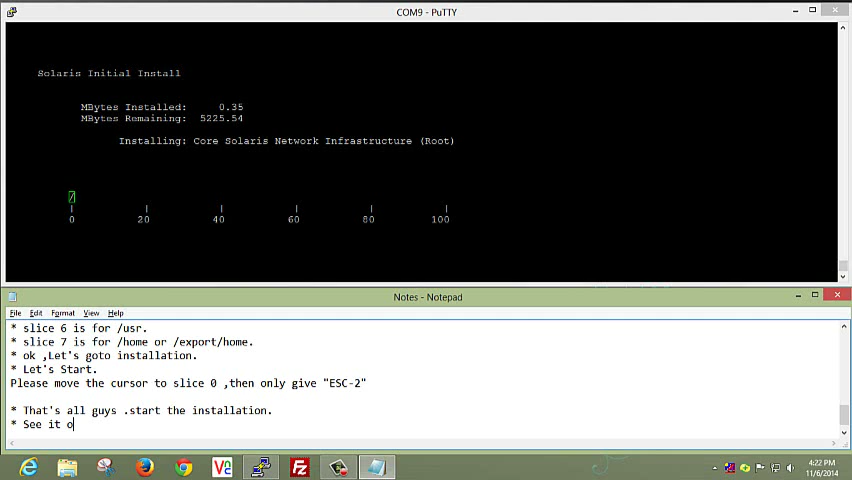 COM9 - PuTTY
Solaris Initial Install
MBytes Installed: 0.35
MBytes Remaining: 5225.54
Installing: Core Solaris Network Infrastructure (Root)
/
0 20 40 60 80 100
Notes - Notepad
File Edit Format View Help
* slice 6 is for /usr.
* slice 7 is for /home or /export/home.
* ok ,Let's goto installation.
* Let's Start.
Please move the cursor to slice 0 ,then only give "ESC-2"
* That's all guys .start the installation.
* See it o
VNC
FZ
4:22 PM
11/6/2014